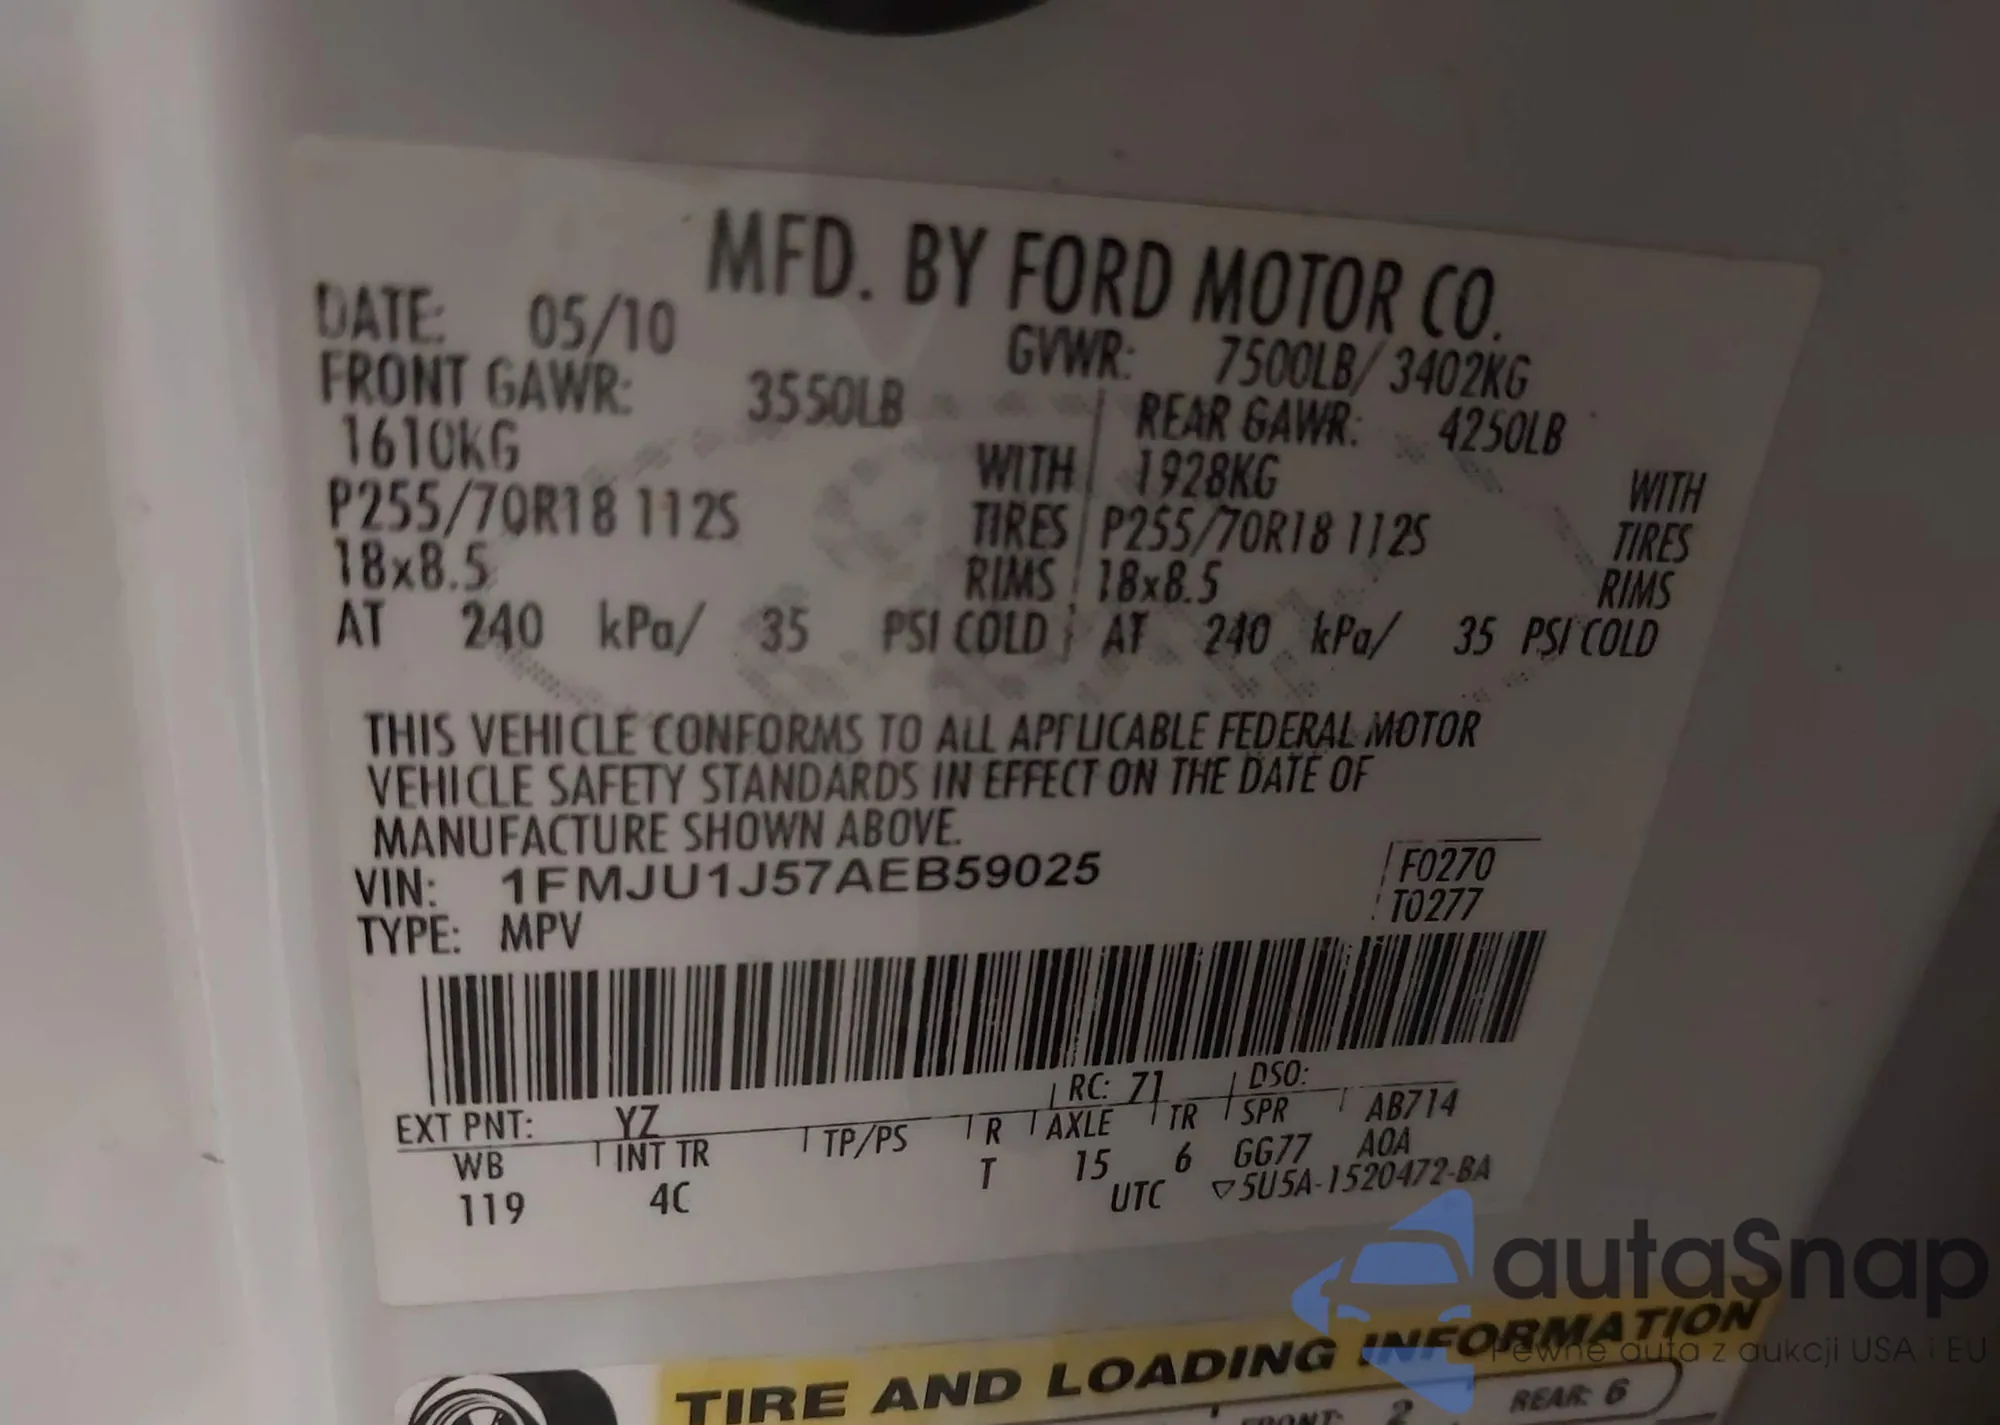 MFD. BY FORD MOTOR CO.
DATE: 05/10 GVWR: 7500LB/ 3402KG
FRONT GAWR: 3550LB REAR GAWR: 4250LB
1610KG WITH 1928KG WITH
P255/70R18 112S TIRES P255/70R18 112S TIRES
18x8.5 RIMS 18x8.5 RIMS
AT 240 kPa/ 35 PSI COLD AT 240 kPa/ 35 PSI COLD
THIS VEHICLE CONFORMS TO ALL APPLICABLE FEDERAL MOTOR
VEHICLE SAFETY STANDARDS IN EFFECT ON THE DATE OF
MANUFACTURE SHOWN ABOVE.
VIN: 1FMJU1J57AEB59025 F0270
TYPE: MPV T0277
EXT PNT: YZ RC: 71 DSO:
WB INT TR TP/PS R AXLE TR SPR AB714
119 4C T 15 6 GG77 A0A
UTC ▽5U5A-1520472-BA
autaSnap
Pewne auta z aukcji USA i EU
TIRE AND LOADING INFORMATION
FRONT: 2 REAR: 6